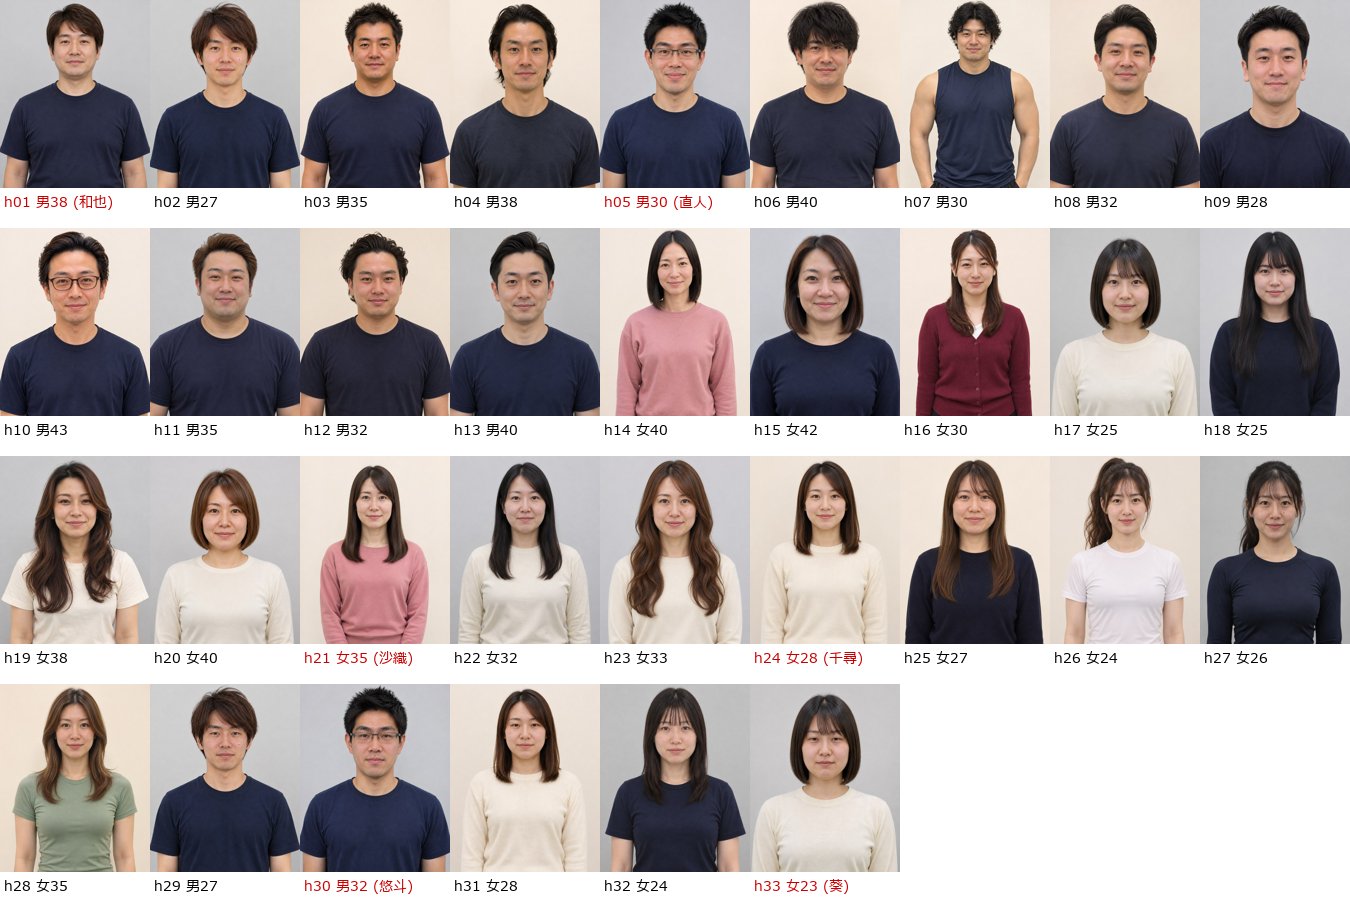 h01 男38 (和也)
h02 男27
h03 男35
h04 男38
h05 男30 (直人)
h06 男40
h07 男30
h08 男32
h09 男28
h10 男43
h11 男35
h12 男32
h13 男40
h14 女40
h15 女42
h16 女30
h17 女25
h18 女25
h19 女38
h20 女40
h21 女35 (沙織)
h22 女32
h23 女33
h24 女28 (千尋)
h25 女27
h26 女24
h27 女26
h28 女35
h29 男27
h30 男32 (悠斗)
h31 女28
h32 女24
h33 女23 (葵)